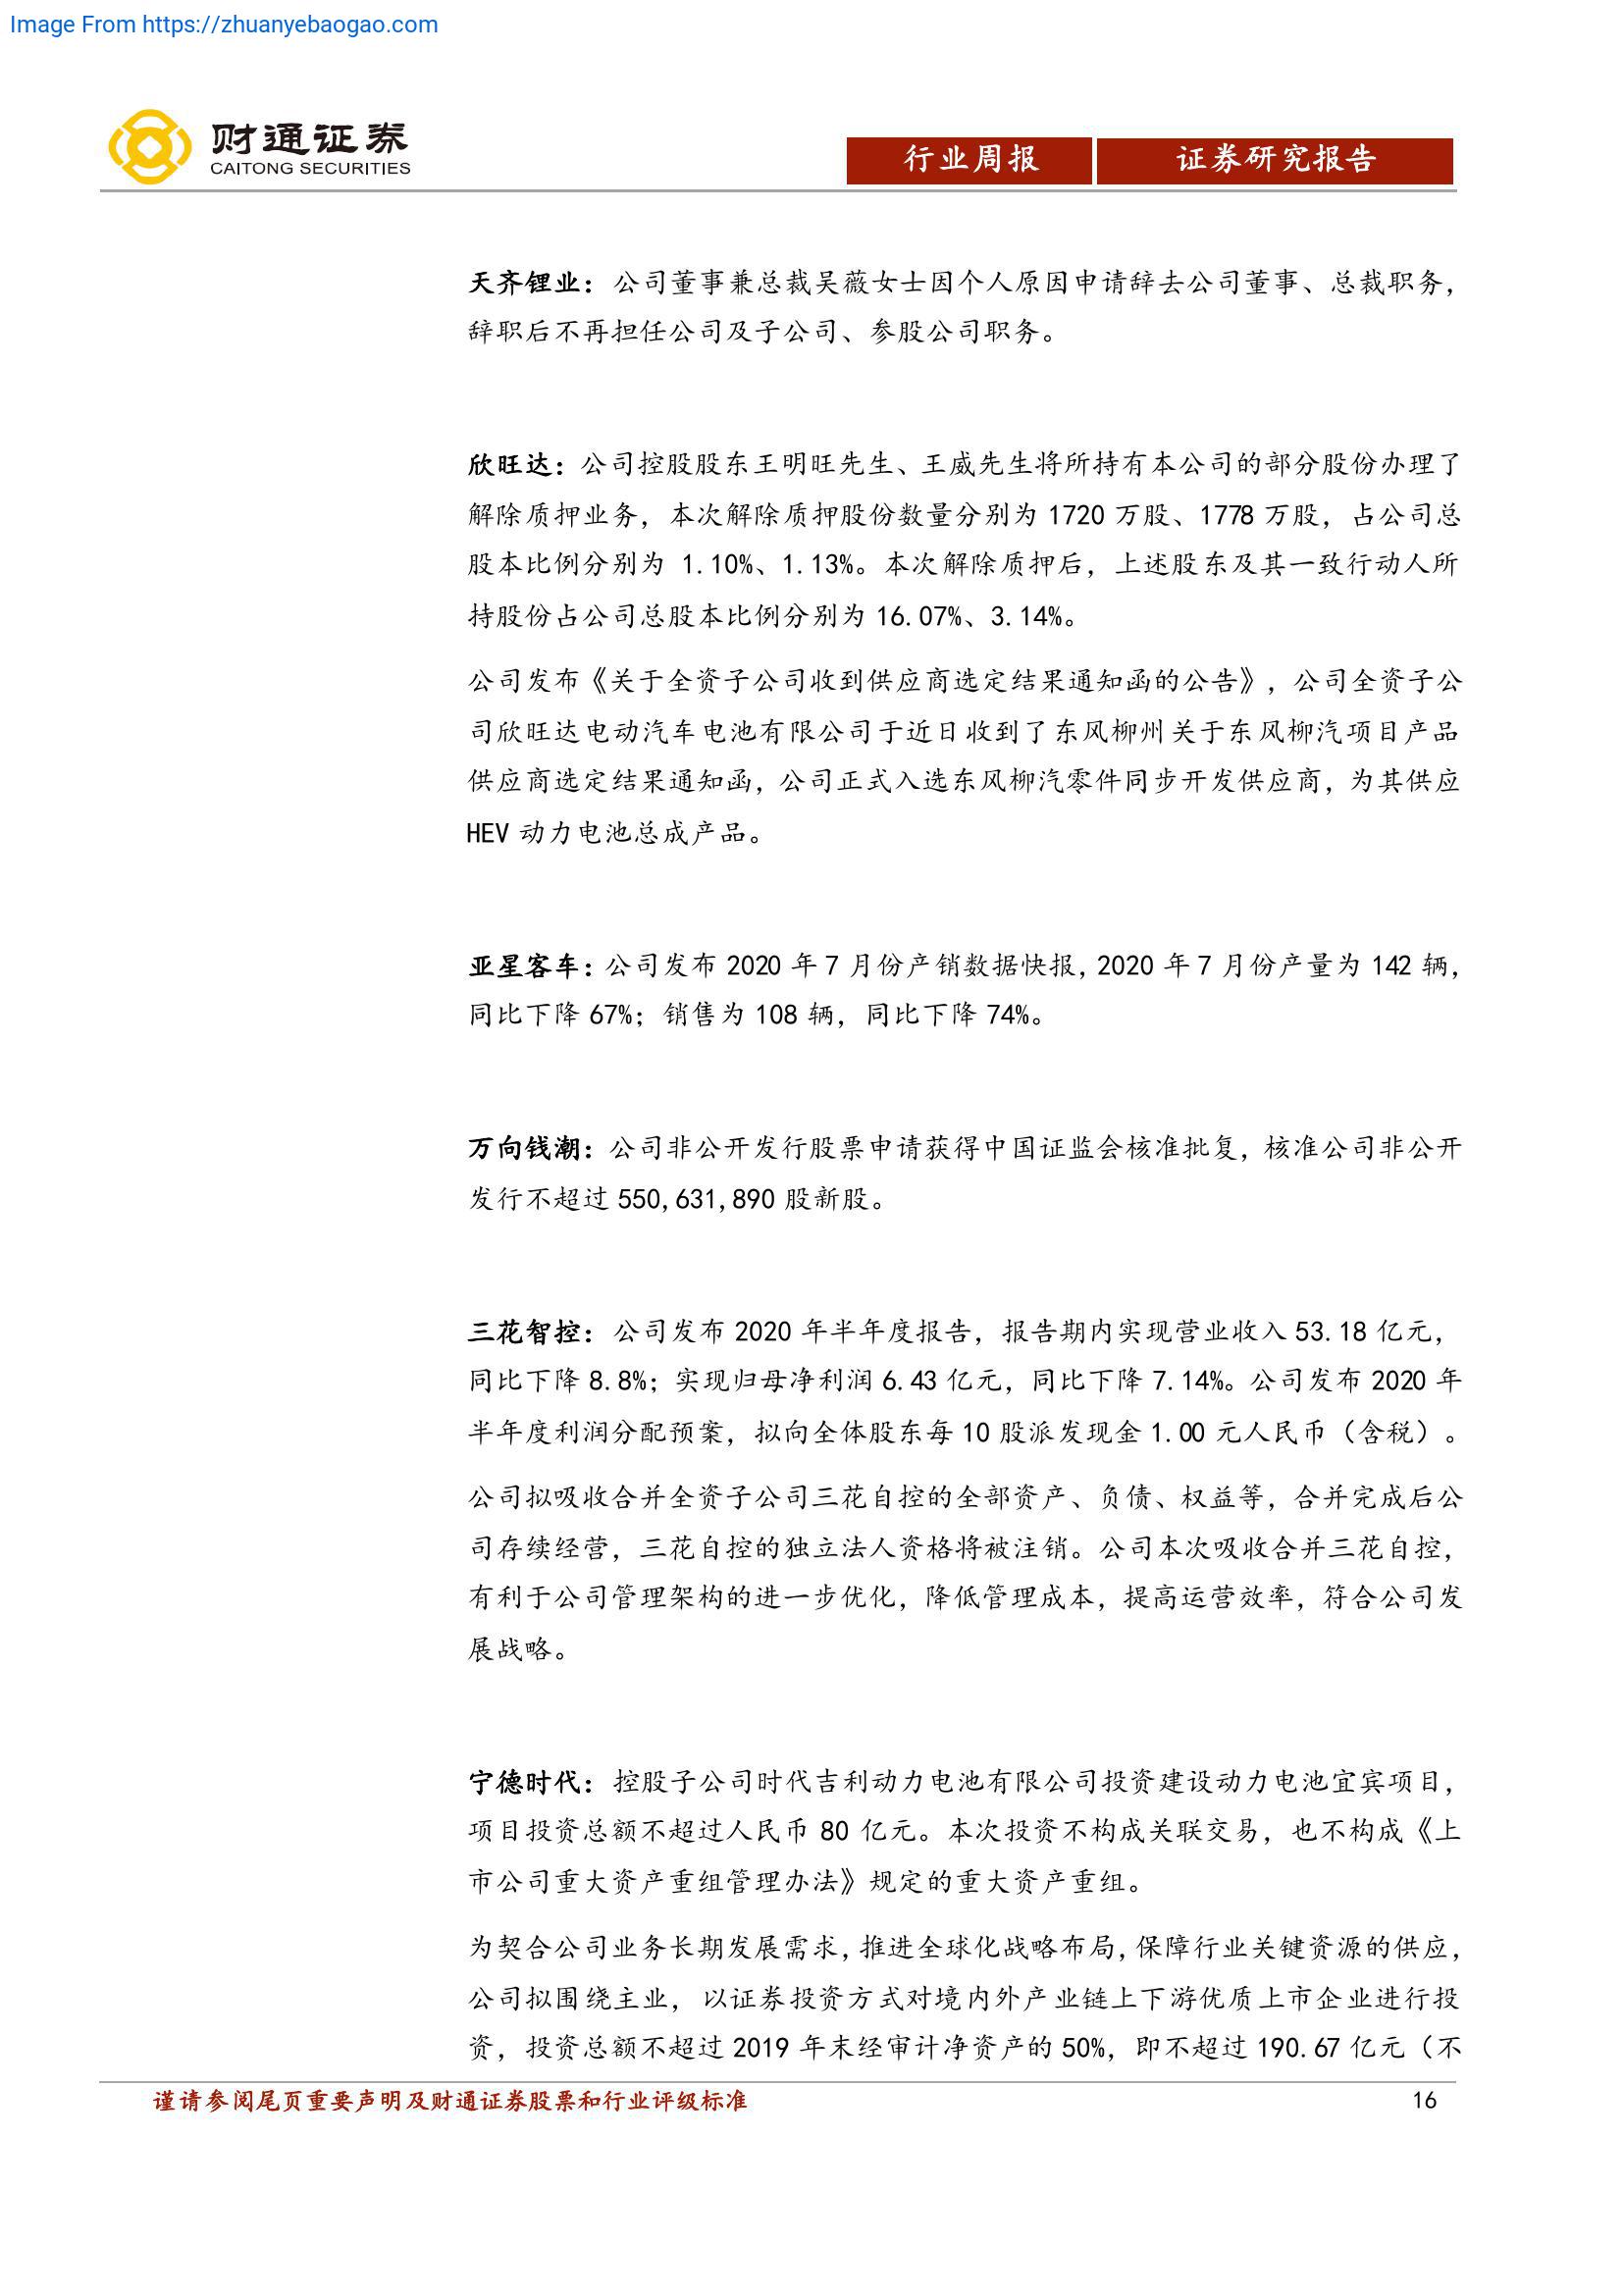 Image From https://zhuanyebaogao.com
财通证券
CAITONG SECURITIES
行业周报
证券研究报告
天齐锂业：公司董事兼总裁吴薇女士因个人原因申请辞去公司董事、总裁职务，
辞职后不再担任公司及子公司、参股公司职务。
欣旺达：公司控股股东王明旺先生、王威先生将所持有本公司的部分股份办理了
解除质押业务，本次解除质押股份数量分别为 1720 万股、1778 万股，占公司总
股本比例分别为 1.10%、1.13%。本次解除质押后，上述股东及其一致行动人所
持股份占公司总股本比例分别为 16.07%、3.14%。
公司发布《关于全资子公司收到供应商选定结果通知函的公告》，公司全资子公
司欣旺达电动汽车电池有限公司于近日收到了东风柳州关于东风柳汽项目产品
供应商选定结果通知函，公司正式入选东风柳汽零件同步开发供应商，为其供应
HEV 动力电池总成产品。
亚星客车：公司发布 2020 年 7 月份产销数据快报，2020 年 7 月份产量为 142 辆，
同比下降 67%；销售为 108 辆，同比下降 74%。
万向钱潮：公司非公开发行股票申请获得中国证监会核准批复，核准公司非公开
发行不超过 550,631,890 股新股。
三花智控：公司发布 2020 年半年度报告，报告期内实现营业收入 53.18 亿元，
同比下降 8.8%；实现归母净利润 6.43 亿元，同比下降 7.14%。公司发布 2020 年
半年度利润分配预案，拟向全体股东每 10 股派发现金 1.00 元人民币（含税）。
公司拟吸收合并全资子公司三花自控的全部资产、负债、权益等，合并完成后公
司存续经营，三花自控的独立法人资格将被注销。公司本次吸收合并三花自控，
有利于公司管理架构的进一步优化，降低管理成本，提高运营效率，符合公司发
展战略。
宁德时代：控股子公司时代吉利动力电池有限公司投资建设动力电池宜宾项目，
项目投资总额不超过人民币 80 亿元。本次投资不构成关联交易，也不构成《上
市公司重大资产重组管理办法》规定的重大资产重组。
为契合公司业务长期发展需求，推进全球化战略布局，保障行业关键资源的供应，
公司拟围绕主业，以证券投资方式对境内外产业链上下游优质上市企业进行投
资，投资总额不超过 2019 年末经审计净资产的 50%，即不超过 190.67 亿元（不
谨请参阅尾页重要声明及财通证券股票和行业评级标准
16